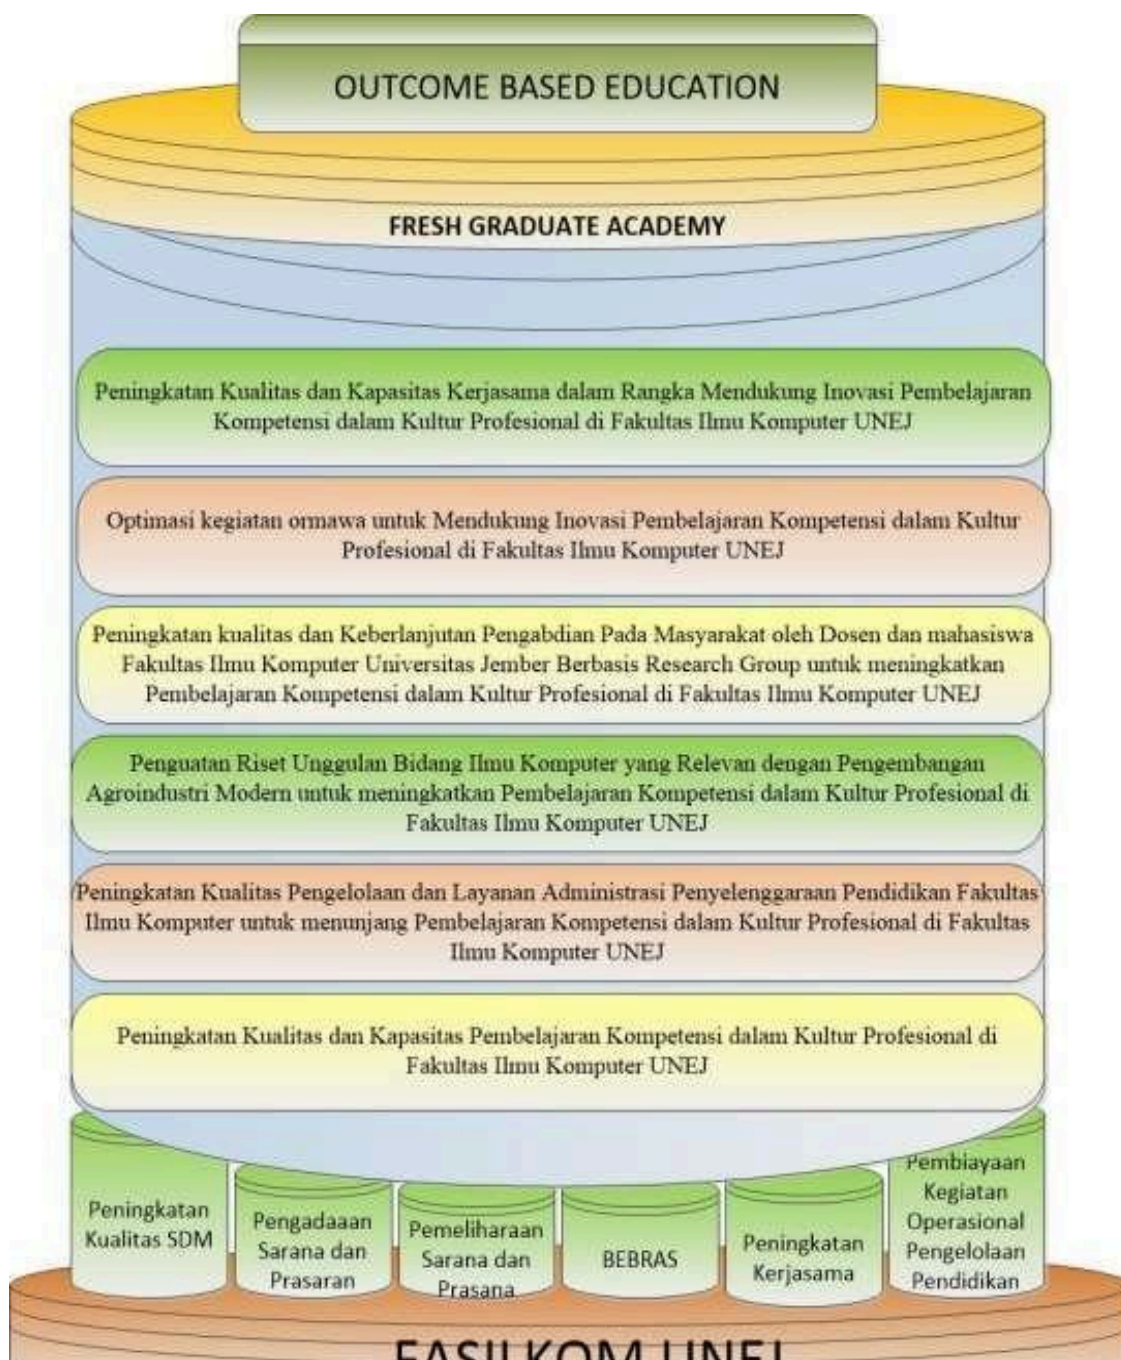 OUTCOME BASED EDUCATION
FRESH GRADUATE ACADEMY
Peningkatan Kualitas dan Kapasitas Kerjasama dalam Rangka Mendukung Inovasi Pembelajaran
Kompetensi dalam Kultur Profesional di Fakultas Ilmu Komputer UNEJ
Optimasi kegiatan ormawa untuk Mendukung Inovasi Pembelajaran Kompetensi dalam Kultur
Profesional di Fakultas Ilmu Komputer UNEJ
Peningkatan kualitas dan Keberlanjutan Pengabdian Pada Masyarakat oleh Dosen dan mahasiswa
Fakultas Ilmu Komputer Universitas Jember Berbasis Research Group untuk meningkatkan
Pembelajaran Kompetensi dalam Kultur Profesional di Fakultas Ilmu Komputer UNEJ
Penguatan Riset Unggulan Bidang Ilmu Komputer yang Relevan dengan Pengembangan
Agroindustri Modern untuk meningkatkan Pembelajaran Kompetensi dalam Kultur Profesional di
Fakultas Ilmu Komputer UNEJ
Peningkatan Kualitas Pengelolaan dan Layanan Administrasi Penyelenggaraan Pendidikan Fakultas
Ilmu Komputer untuk menunjang Pembelajaran Kompetensi dalam Kultur Profesional di Fakultas
Ilmu Komputer UNEJ
Peningkatan Kualitas dan Kapasitas Pembelajaran Kompetensi dalam Kultur Profesional di
Fakultas Ilmu Komputer UNEJ
Peningkatan
Kualitas SDM
Pengadaaan
Sarana dan
Prasaran
Pemeliharaan
Sarana dan
Prasana
BEBRAS
Peningkatan
Kerjasama
Pembiayaan
Kegiatan
Operasional
Pengelolaan
Pendidikan
FASILKOM UNEJ